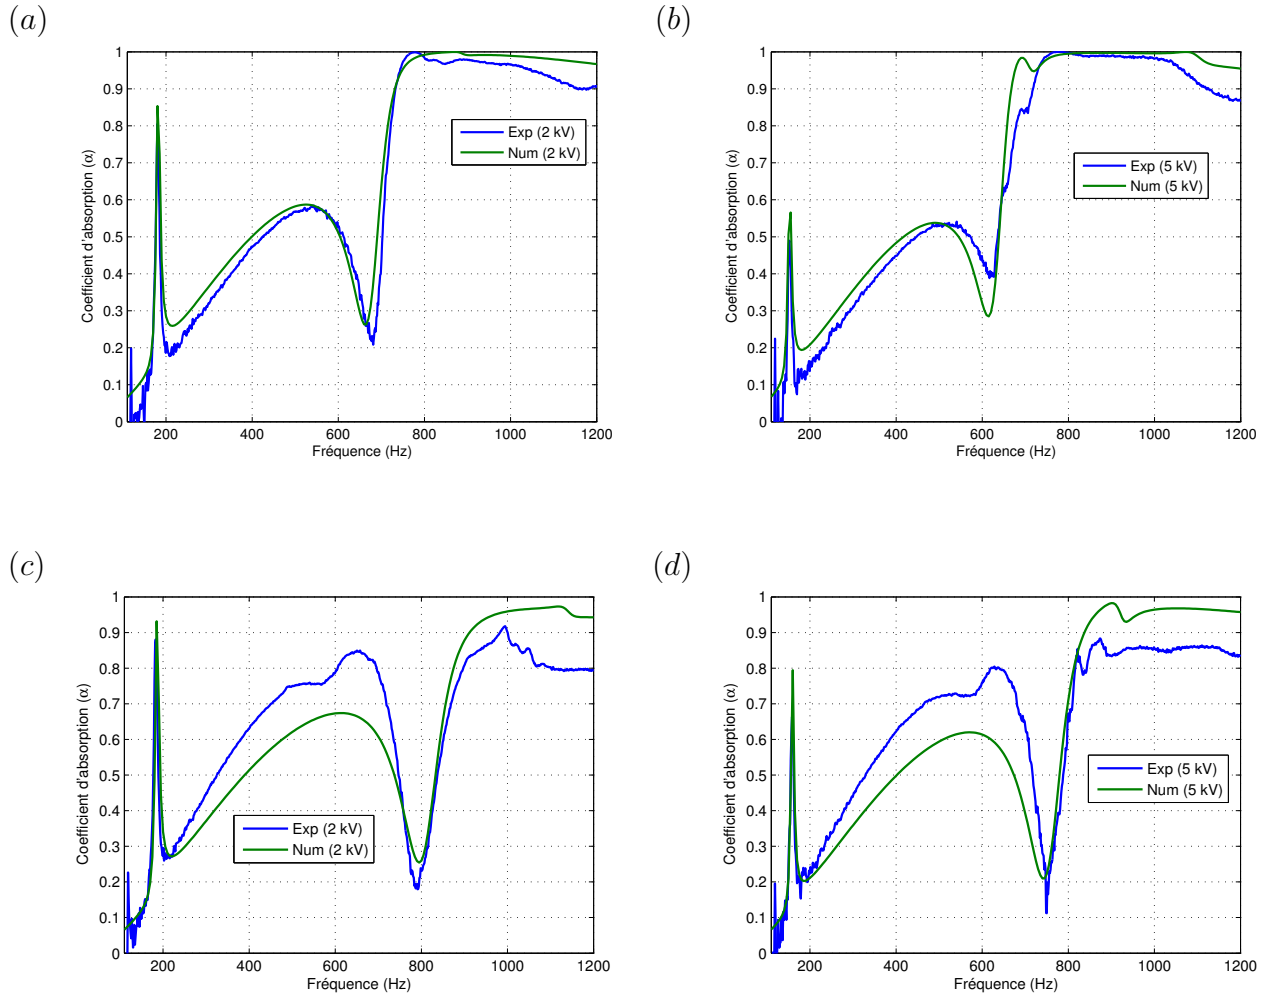 (a)
1
0.9
0.8
0.7
0.6
0.5
0.4
0.3
0.2
0.1
0
Coefficient d'absorption (α)
Exp (2 kV)
Num (2 kV)
200 400 600 800 1000 1200
Fréquence (Hz)
(b)
1
0.9
0.8
0.7
0.6
0.5
0.4
0.3
0.2
0.1
0
Coefficient d'absorption (α)
Exp (5 kV)
Num (5 kV)
200 400 600 800 1000 1200
Fréquence (Hz)
(c)
1
0.9
0.8
0.7
0.6
0.5
0.4
0.3
0.2
0.1
0
Coefficient d'absorption (α)
Exp (2 kV)
Num (2 kV)
200 400 600 800 1000 1200
Fréquence (Hz)
(d)
1
0.9
0.8
0.7
0.6
0.5
0.4
0.3
0.2
0.1
0
Coefficient d'absorption (α)
Exp (5 kV)
Num (5 kV)
200 400 600 800 1000 1200
Fréquence (Hz)